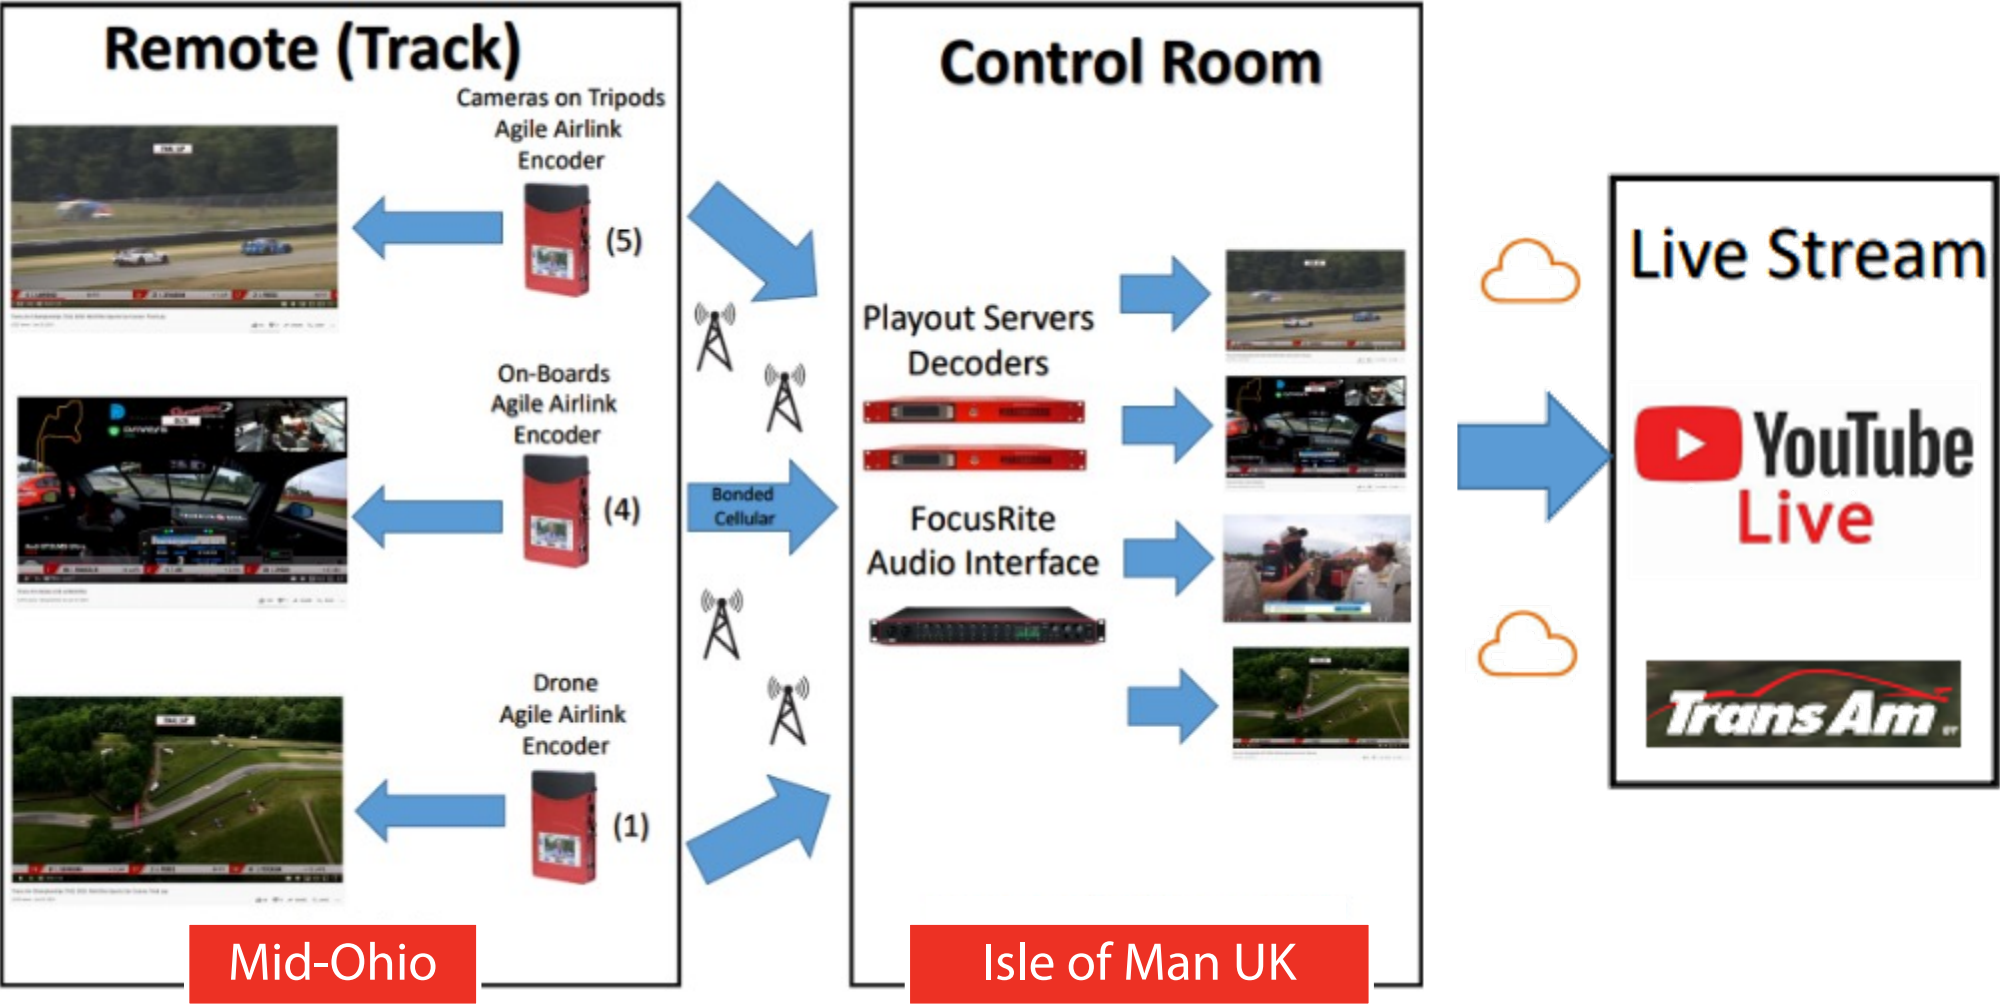 Remote (Track)
Cameras on Tripods
Agile Airlink
Encoder
(5)
On-Boards
Agile Airlink
Encoder
(4)
Drone
Agile Airlink
Encoder
(1)
Mid-Ohio
Bonded
Cellular
Control Room
Playout Servers
Decoders
FocusRite
Audio Interface
Isle of Man UK
Live Stream
YouTube
Live
Trans Am